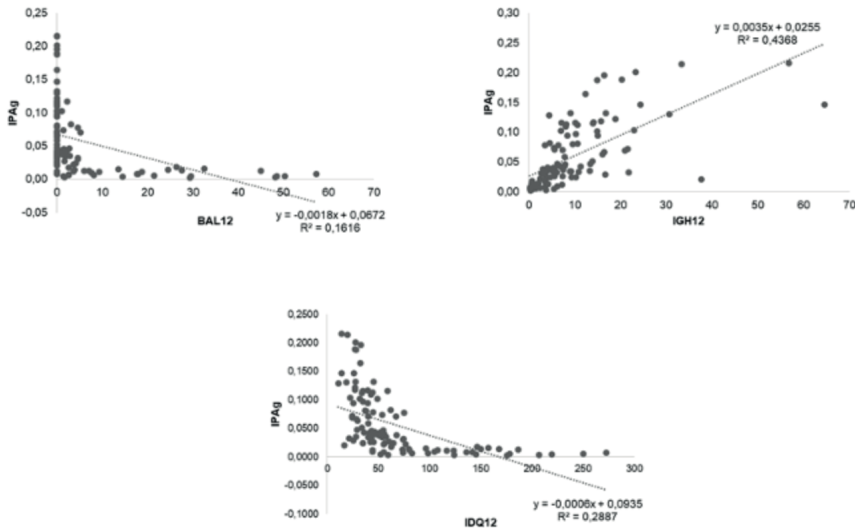 0,25
0,20
0,15
0,10
0,05
0,00
-0,05
IPAg
0 10 20 30 40 50 60 70
BAL12
y = -0,0018x + 0,0672
R² = 0,1616
0,30
0,25
0,20
0,15
0,10
0,05
0,00
IPAg
0 10 20 30 40 50 60 70
IGH12
y = 0,0035x + 0,0255
R² = 0,4368
0,2500
0,2000
0,1500
0,1000
0,0500
0,0000
-0,0500
-0,1000
IPAg
0 50 100 150 200 250 300
IDQ12
y = -0,0006x + 0,0935
R² = 0,2887